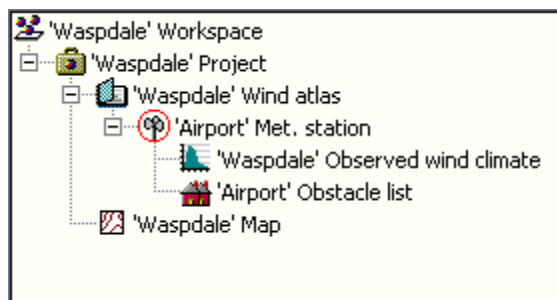 'Waspdale' Workspace
'Waspdale' Project
'Waspdale' Wind atlas
'Airport' Met. station
'Waspdale' Observed wind climate
'Airport' Obstacle list
'Waspdale' Map